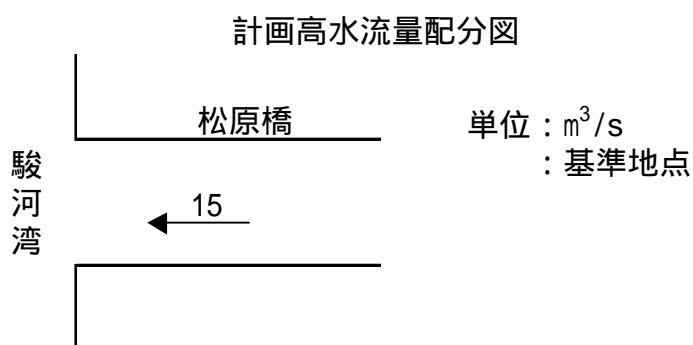 計画高水流量配分図
松原橋
単位：m³/s
：基準地点
駿河湾
15